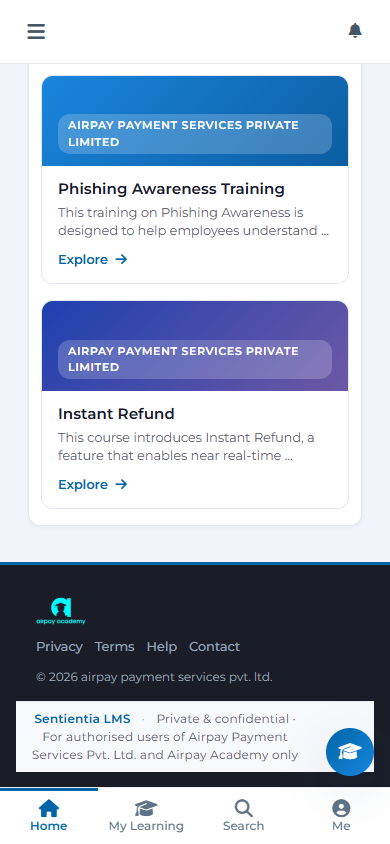 AIRPAY PAYMENT SERVICES PRIVATE
LIMITED
Phishing Awareness Training
This training on Phishing Awareness is
designed to help employees understand ...
Explore →
AIRPAY PAYMENT SERVICES PRIVATE
LIMITED
Instant Refund
This course introduces Instant Refund, a
feature that enables near real-time ...
Explore →
airpay academy
Privacy Terms Help Contact
© 2026 airpay payment services pvt. ltd.
Sentientia LMS · Private & confidential ·
For authorised users of Airpay Payment
Services Pvt. Ltd. and Airpay Academy only
Home My Learning Search Me